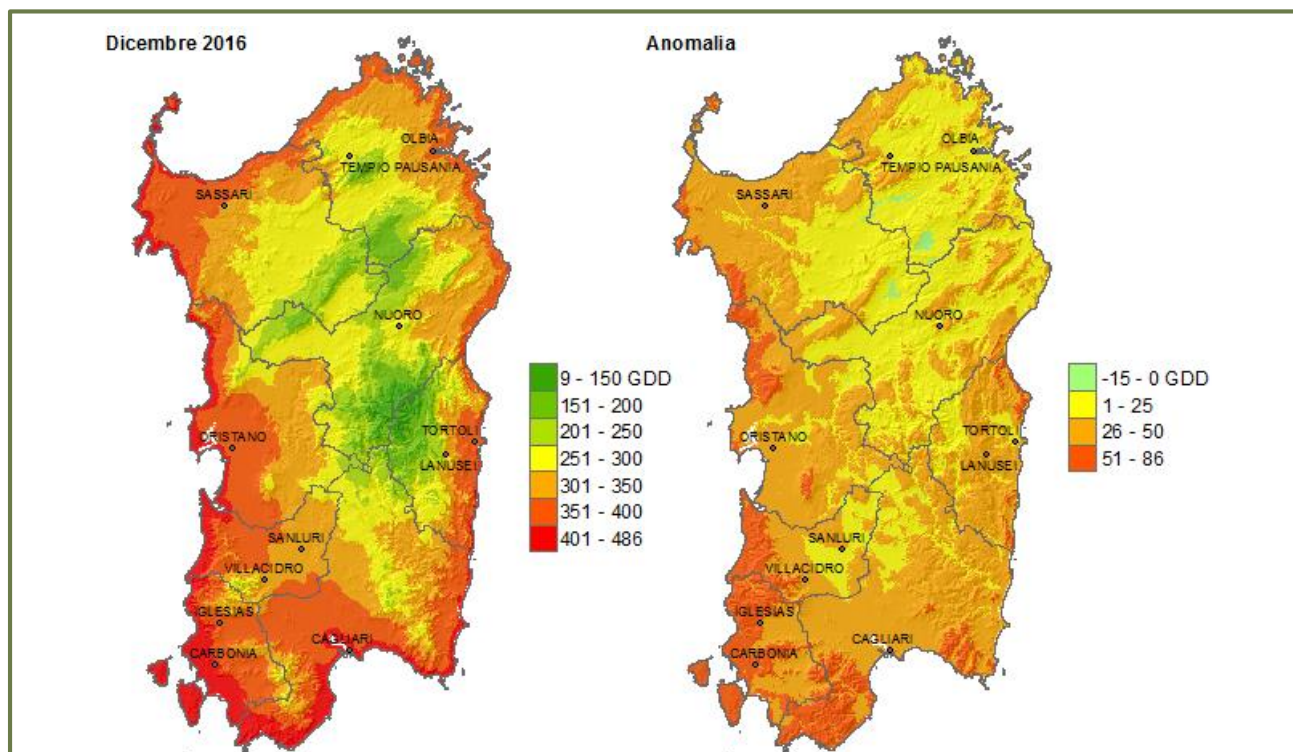 Dicembre 2016
OLBIA
TEMPIO PAUSANIA
SASSARI
NUORO
ORISTANO
TORTOLI
LANUSEI
SANLURI
VILLACIDRO
IGLESIAS
CAGLIARI
CARBONIA
9 - 150 GDD
151 - 200
201 - 250
251 - 300
301 - 350
351 - 400
401 - 486
Anomalia
OLBIA
TEMPIO PAUSANIA
SASSARI
NUORO
ORISTANO
TORTOLI
LANUSEI
SANLURI
VILLACIDRO
IGLESIAS
CAGLIARI
CARBONIA
-15 - 0 GDD
1 - 25
26 - 50
51 - 86